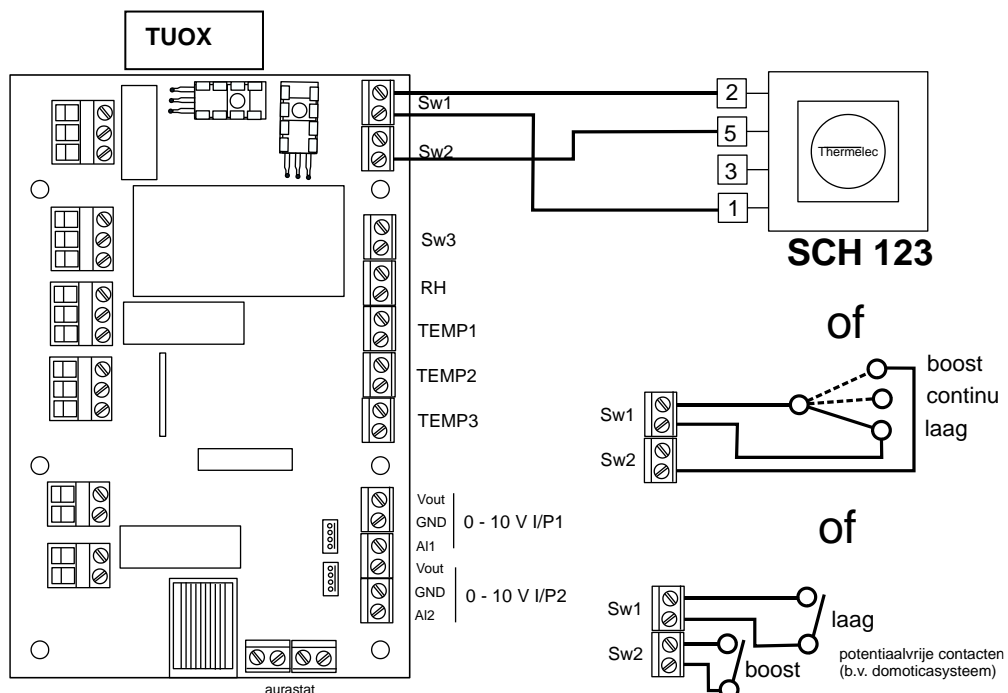 TUOX
Sw1
Sw2
Sw3
RH
TEMP1
TEMP2
TEMP3
Vout
GND
AI1
0 - 10 V I/P1
Vout
GND
AI2
0 - 10 V I/P2
aurastat
2
5
3
1
Thermelec
SCH 123
of
boost
continu
laag
Sw1
Sw2
of
Sw1
Sw2
laag
boost
potentiaalvrije contacten
(b.v. domoticasysteem)